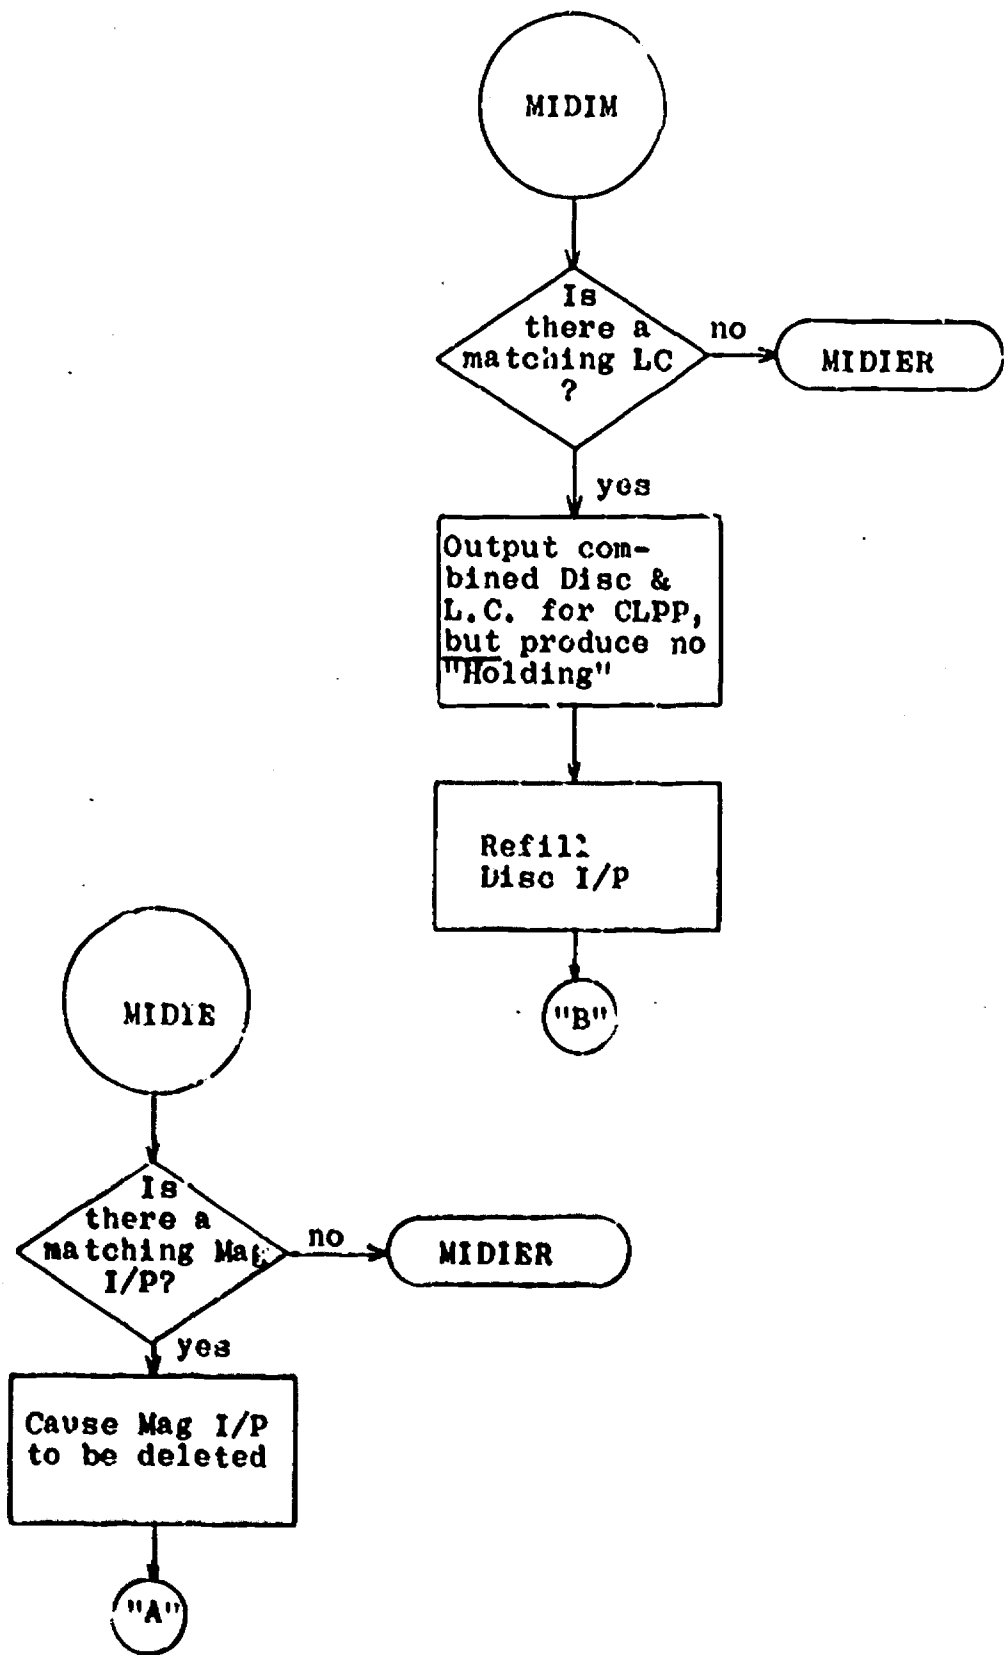 MIDIM
Is
there a
matching LC
?
no
MIDIER
yes
Output com-
bined Disc &
L.C. for CLPP,
but produce no
"Holding"
Refill
Disc I/P
"B"
MIDIE
Is
there a
matching Mag
I/P?
no
MIDIER
yes
Cause Mag I/P
to be deleted
"A"